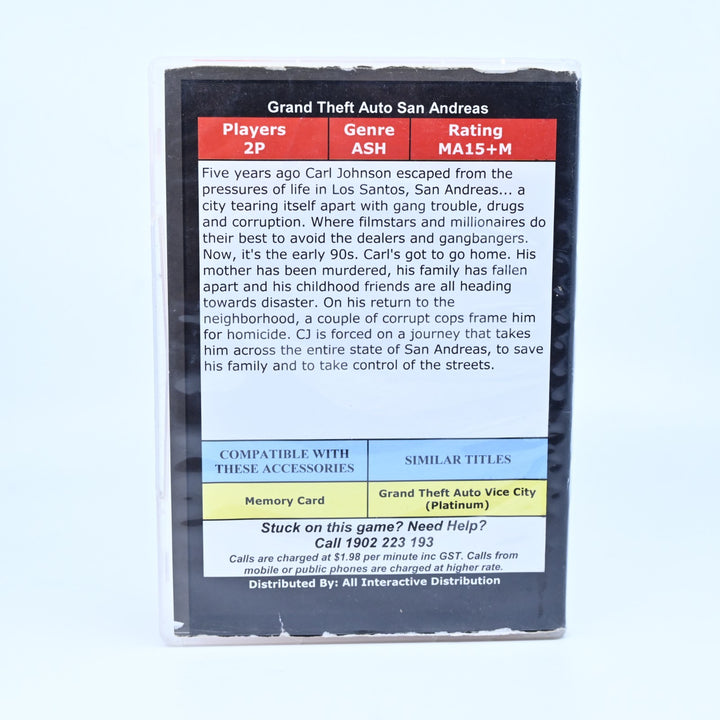 Grand Theft Auto San Andreas
Players Genre Rating
2P ASH MA15+M
Five years ago Carl Johnson escaped from the
pressures of life in Los Santos, San Andreas... a
city tearing itself apart with gang trouble, drugs
and corruption. Where filmstars and millionaires do
their best to avoid the dealers and gangbangers.
Now, it's the early 90s. Carl's got to go home. His
mother has been murdered, his family has fallen
apart and his childhood friends are all heading
towards disaster. On his return to the
neighborhood, a couple of corrupt cops frame him
for homicide. CJ is forced on a journey that takes
him across the entire state of San Andreas, to save
his family and to take control of the streets.
COMPATIBLE WITH
THESE ACCESSORIES
SIMILAR TITLES
Memory Card
Grand Theft Auto Vice City
(Platinum)
Stuck on this game? Need Help?
Call 1902 223 193
Calls are charged at $1.98 per minute inc GST. Calls from
mobile or public phones are charged at higher rate.
Distributed By: All Interactive Distribution